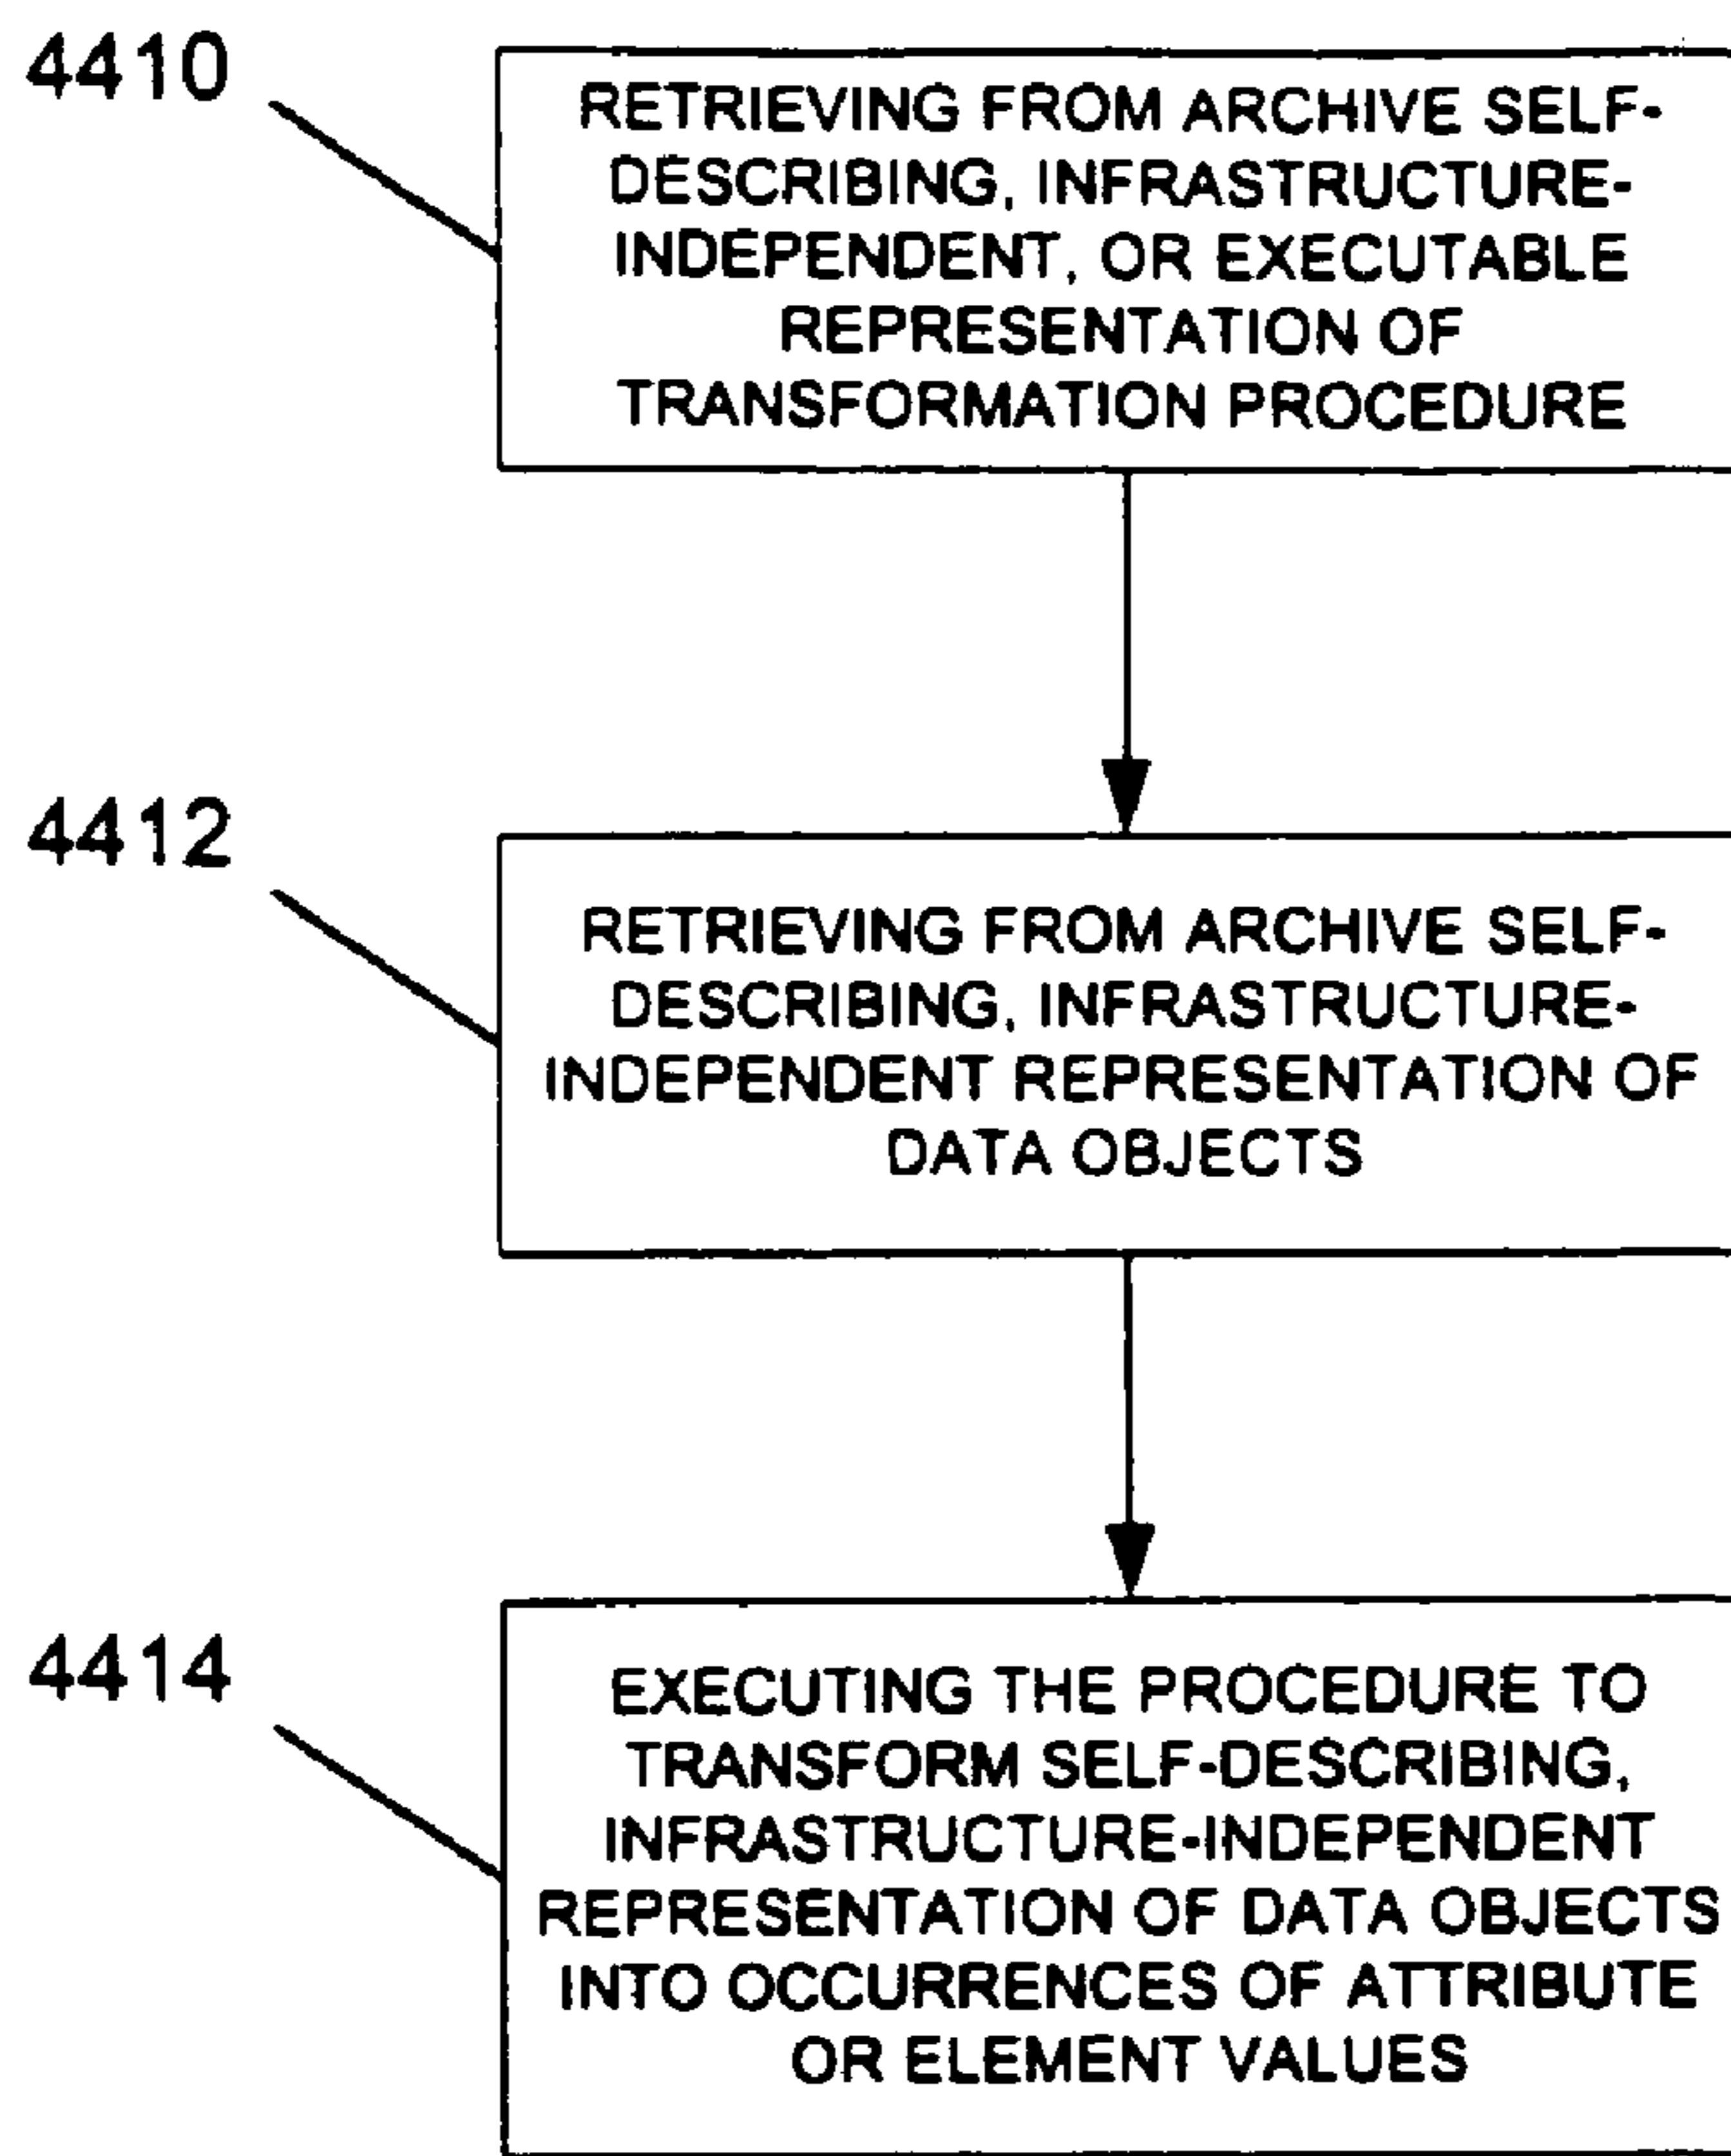 4410
RETRIEVING FROM ARCHIVE SELF-
DESCRIBING, INFRASTRUCTURE-
INDEPENDENT, OR EXECUTABLE
REPRESENTATION OF
TRANSFORMATION PROCEDURE
4412
RETRIEVING FROM ARCHIVE SELF-
DESCRIBING, INFRASTRUCTURE-
INDEPENDENT REPRESENTATION OF
DATA OBJECTS
4414
EXECUTING THE PROCEDURE TO
TRANSFORM SELF-DESCRIBING,
INFRASTRUCTURE-INDEPENDENT
REPRESENTATION OF DATA OBJECTS
INTO OCCURRENCES OF ATTRIBUTE
OR ELEMENT VALUES